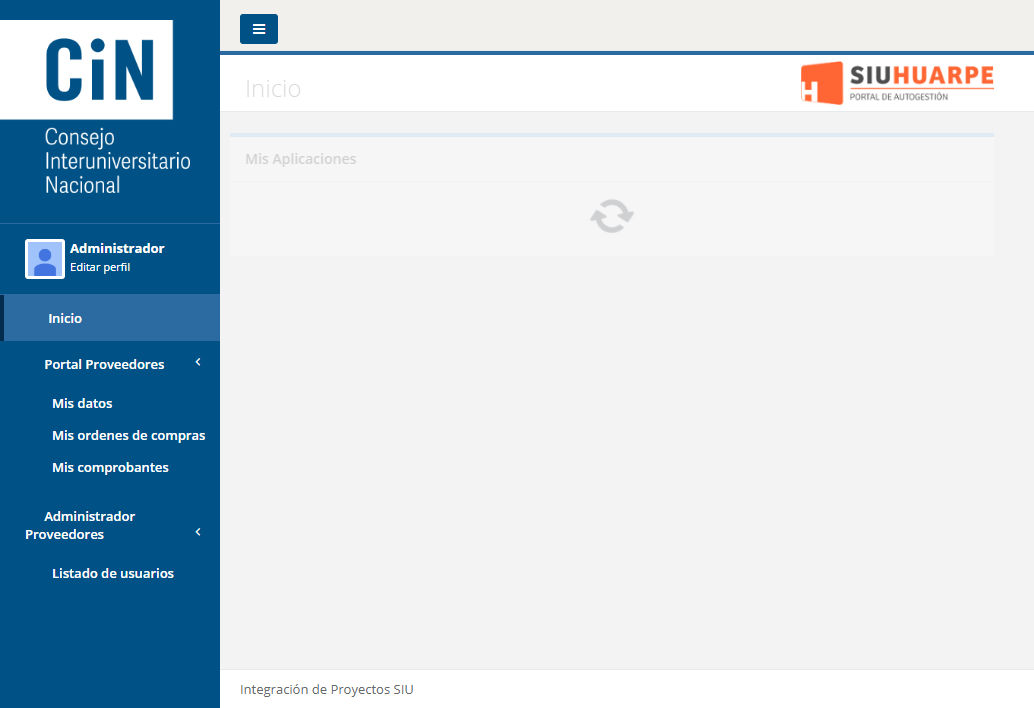 CiN
Consejo
Interuniversitario
Nacional
Administrador
Editar perfil
Inicio
Portal Proveedores
Mis datos
Mis ordenes de compras
Mis comprobantes
Administrador
Proveedores
Listado de usuarios
Inicio
SIUHUARPE
PORTAL DE AUTOGESTIÓN
Mis Aplicaciones
Integración de Proyectos SIU